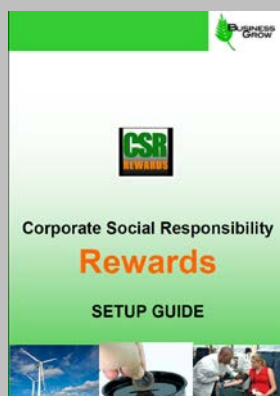 BUSINESS
GROW
CSR
REWARDS
Corporate Social Responsibility
Rewards
SETUP GUIDE